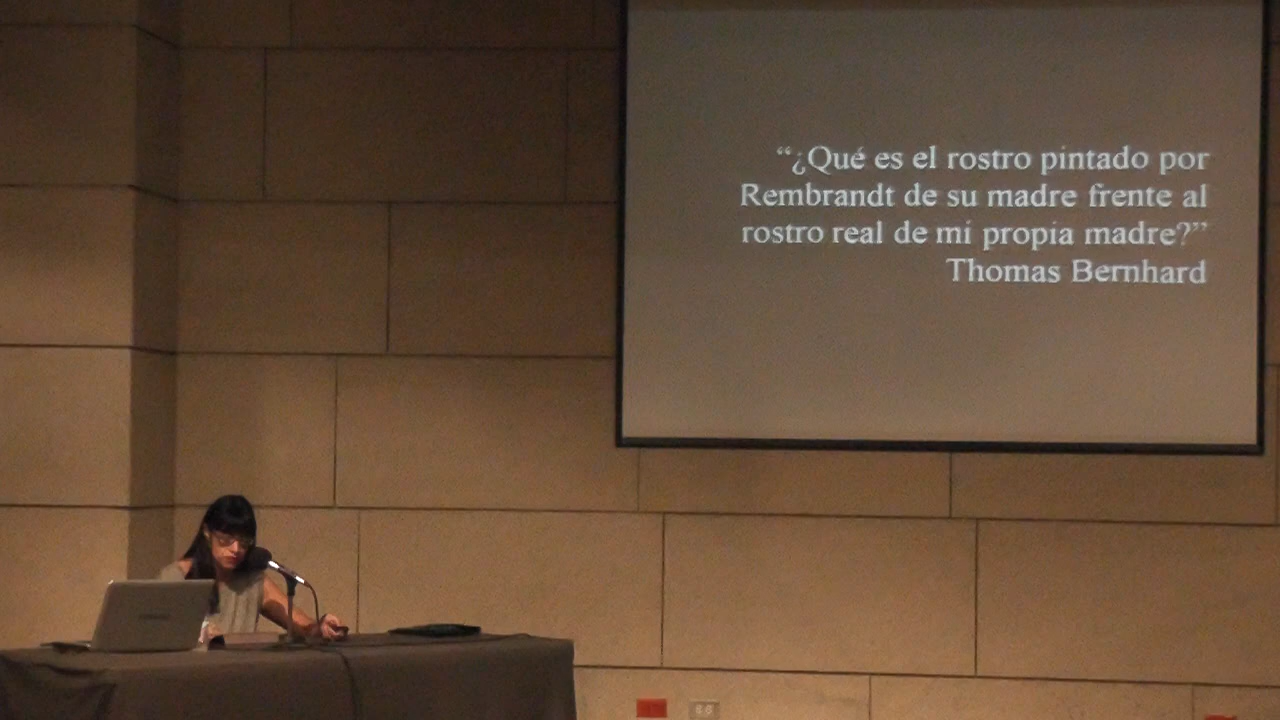 “¿Qué es el rostro pintado por
Rembrandt de su madre frente al
rostro real de mi propia madre?”
Thomas Bernhard